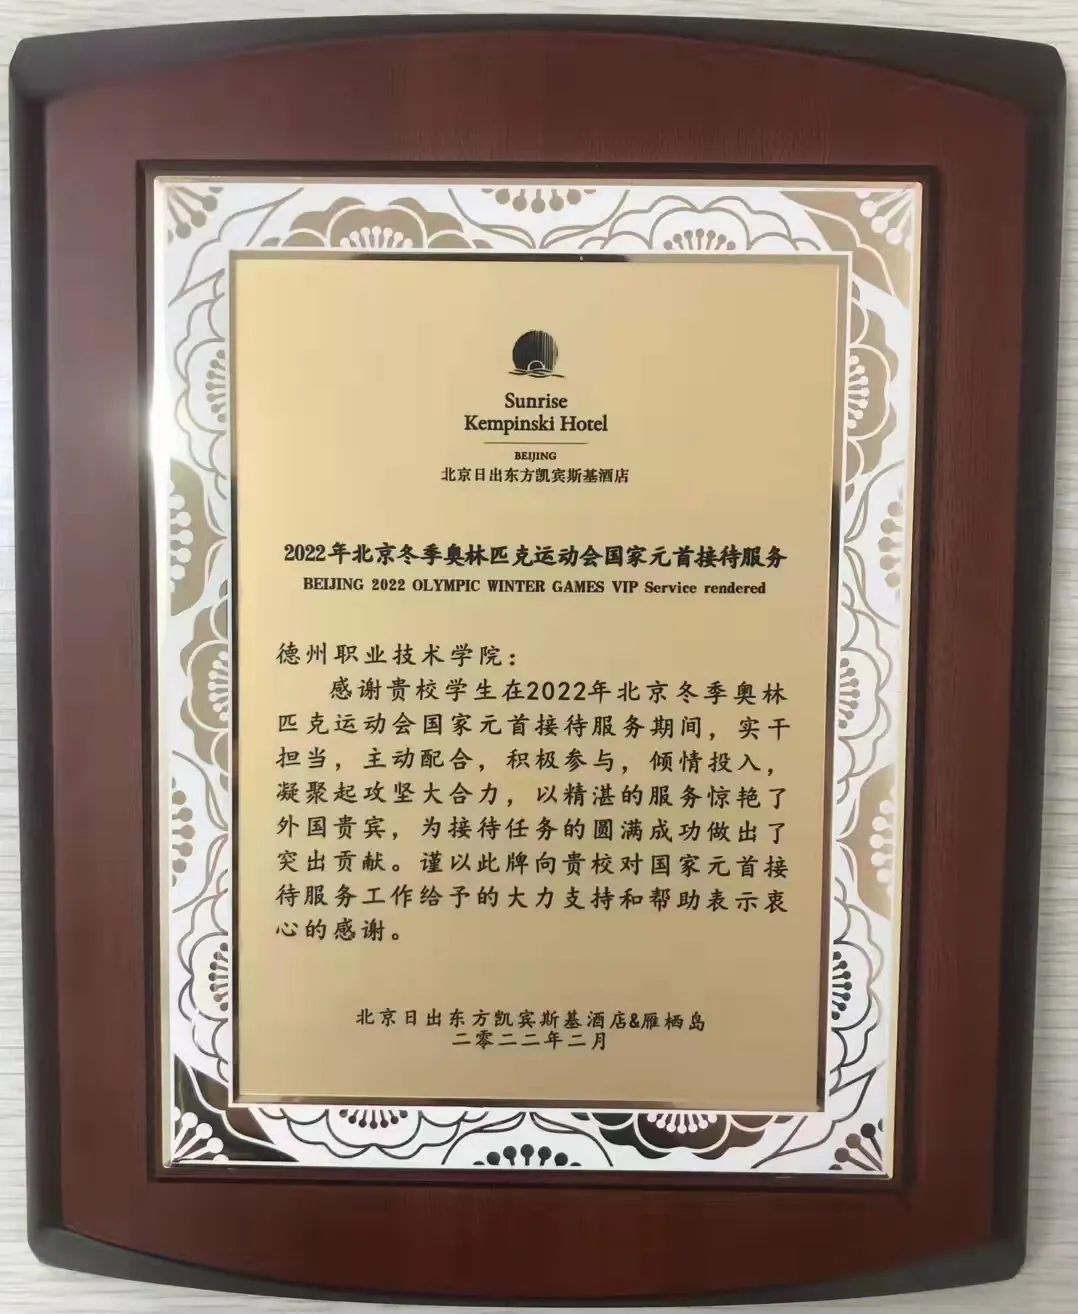 Sunrise
Kempinski Hotel
BEIJING
北京日出东方凯宾斯基酒店
2022年北京冬季奥林匹克运动会国家元首接待服务
BEIJING 2022 OLYMPIC WINTER GAMES VIP Service rendered
德州职业技术学院：
感谢贵校学生在2022年北京冬季奥林
匹克运动会国家元首接待服务期间，实干
担当，主动配合，积极参与，倾情投入，
凝聚起攻坚大合力，以精湛的服务惊艳了
外国贵宾，为接待任务的圆满成功做出了
突出贡献。谨以此牌向贵校对国家元首接
待服务工作给予的大力支持和帮助表示衷
心的感谢。
北京日出东方凯宾斯基酒店&雁栖岛
二零二二年二月